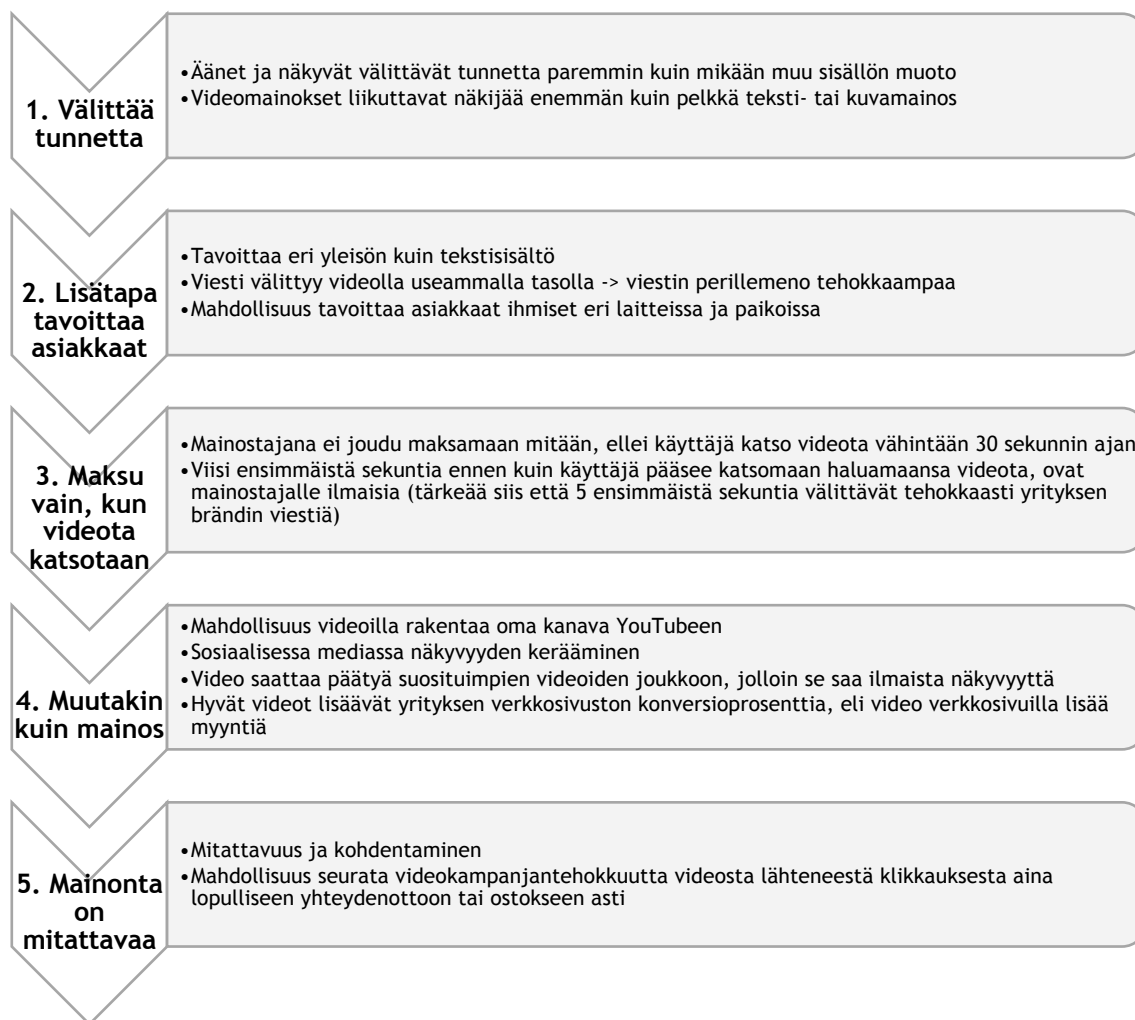 1. Välittää
tunnetta
•Äänet ja näkyvät välittävät tunnetta paremmin kuin mikään muu sisällön muoto
•Videomainokset liikuttavat näkijää enemmän kuin pelkkä teksti- tai kuvamainos
2. Lisätapa
tavoittaa
asiakkaat
•Tavoittaa eri yleisön kuin tekstisisältö
•Viesti välittyy videolla useammalla tasolla -> viestin perillemeno tehokkaampaa
•Mahdollisuus tavoittaa asiakkaat ihmiset eri laitteissa ja paikoissa
3. Maksu
vain, kun
videota
katsotaan
•Mainostajana ei joudu maksamaan mitään, ellei käyttäjä katso videota vähintään 30 sekunnin ajan
•Viisi ensimmäistä sekuntia ennen kuin käyttäjä pääsee katsomaan haluamaansa videota, ovat
mainostajalle ilmaisia (tärkeää siis että 5 ensimmäistä sekuntia välittävät tehokkaasti yrityksen
brändin viestiä)
4. Muutakin
kuin mainos
•Mahdollisuus videoilla rakentaa oma kanava YouTubeen
•Sosiaalisessa mediassa näkyvyyden kerääminen
•Video saattaa päätyä suosituimpien videoiden joukkoon, jolloin se saa ilmaista näkyvyyttä
•Hyvät videot lisäävät yrityksen verkkosivuston konversioprosenttia, eli video verkkosivuilla lisää
myyntiä
5. Mainonta
on
mitattavaa
•Mitattavuus ja kohdentaminen
•Mahdollisuus seurata videokampanjantehokkuutta videosta lähteneestä klikkauksesta aina
lopulliseen yhteydenottoon tai ostokseen asti